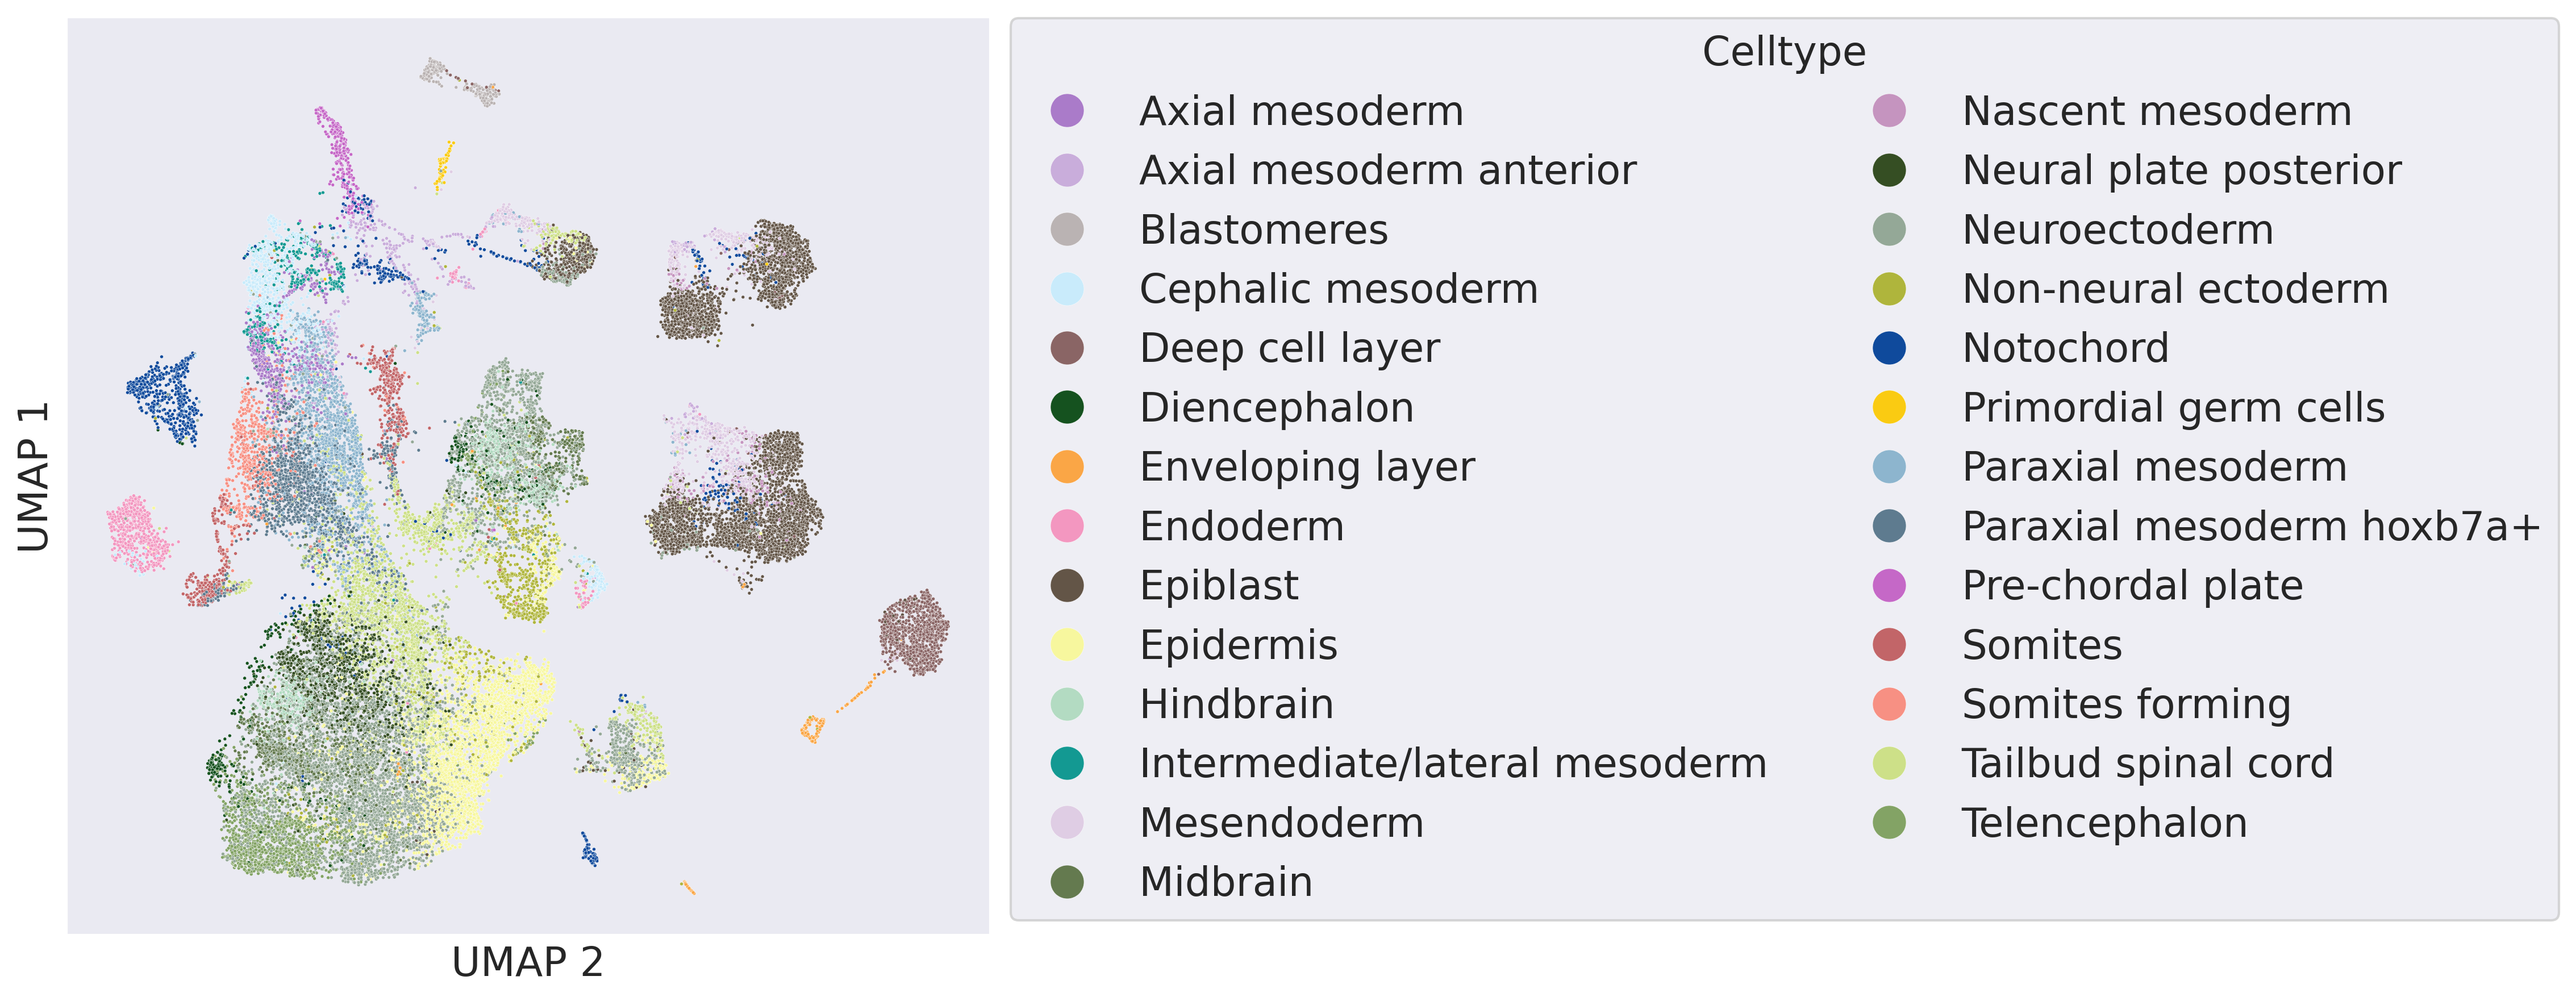 UMAP 1
UMAP 2
Celltype
Axial mesoderm
Axial mesoderm anterior
Blastomeres
Cephalic mesoderm
Deep cell layer
Diencephalon
Enveloping layer
Endoderm
Epiblast
Epidermis
Hindbrain
Intermediate/lateral mesoderm
Mesendoderm
Midbrain
Nascent mesoderm
Neural plate posterior
Neuroectoderm
Non-neural ectoderm
Notochord
Primordial germ cells
Paraxial mesoderm
Paraxial mesoderm hoxb7a+
Pre-chordal plate
Somites
Somites forming
Tailbud spinal cord
Telencephalon